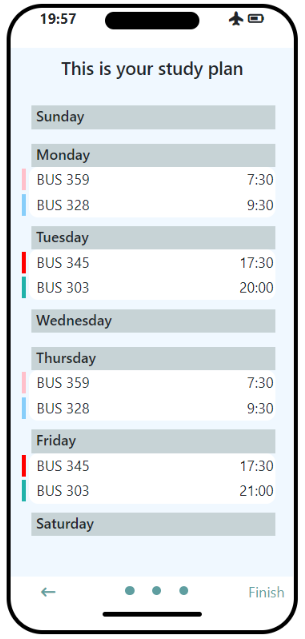 19:57
This is your study plan
Sunday
Monday
BUS 359 7:30
BUS 328 9:30
Tuesday
BUS 345 17:30
BUS 303 20:00
Wednesday
Thursday
BUS 359 7:30
BUS 328 9:30
Friday
BUS 345 17:30
BUS 303 21:00
Saturday
Finish